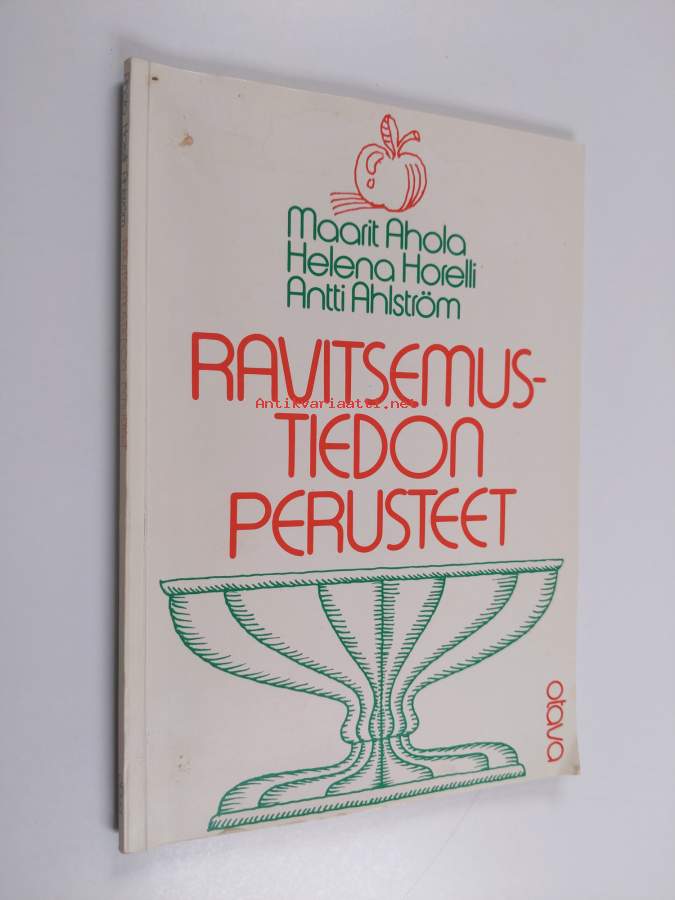 Maarit Ahola
Helena Horelli
Antti Ahlström
RAVITSEMUS-
Antikvariaatti.net
TIEDON
PERUSTEET
otava